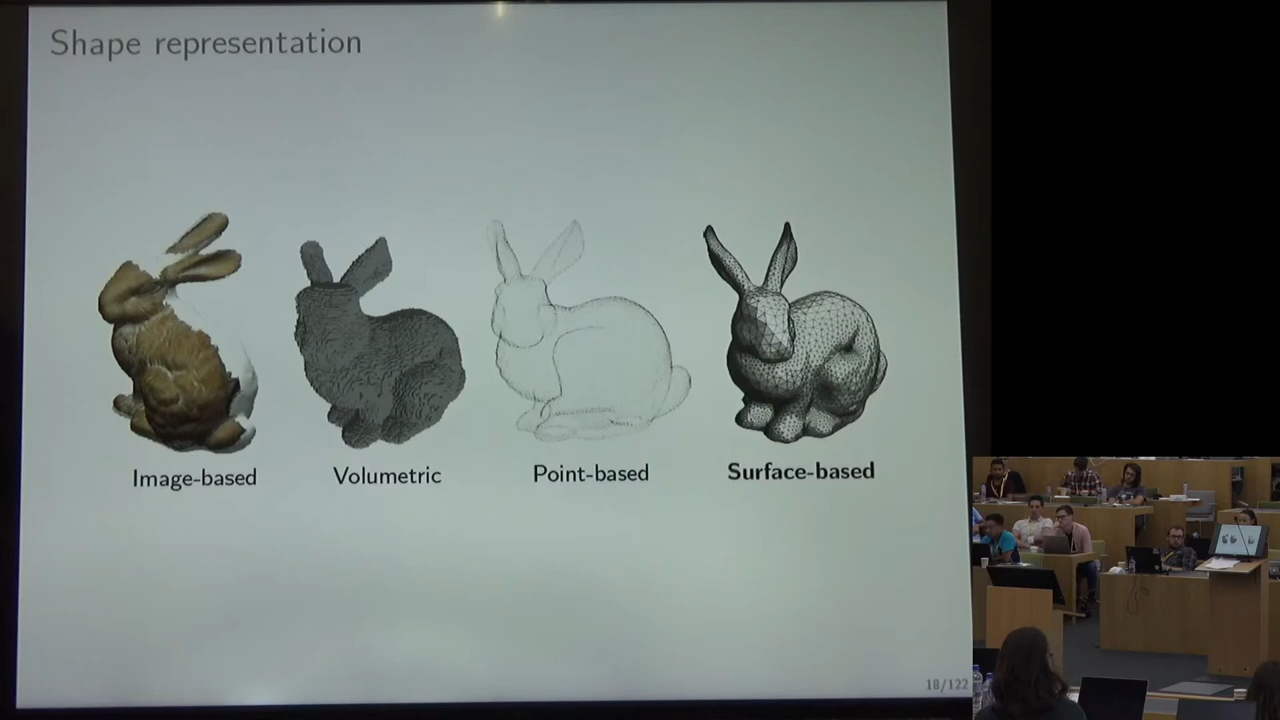 Shape representation
Image-based
Volumetric
Point-based
Surface-based
18/122